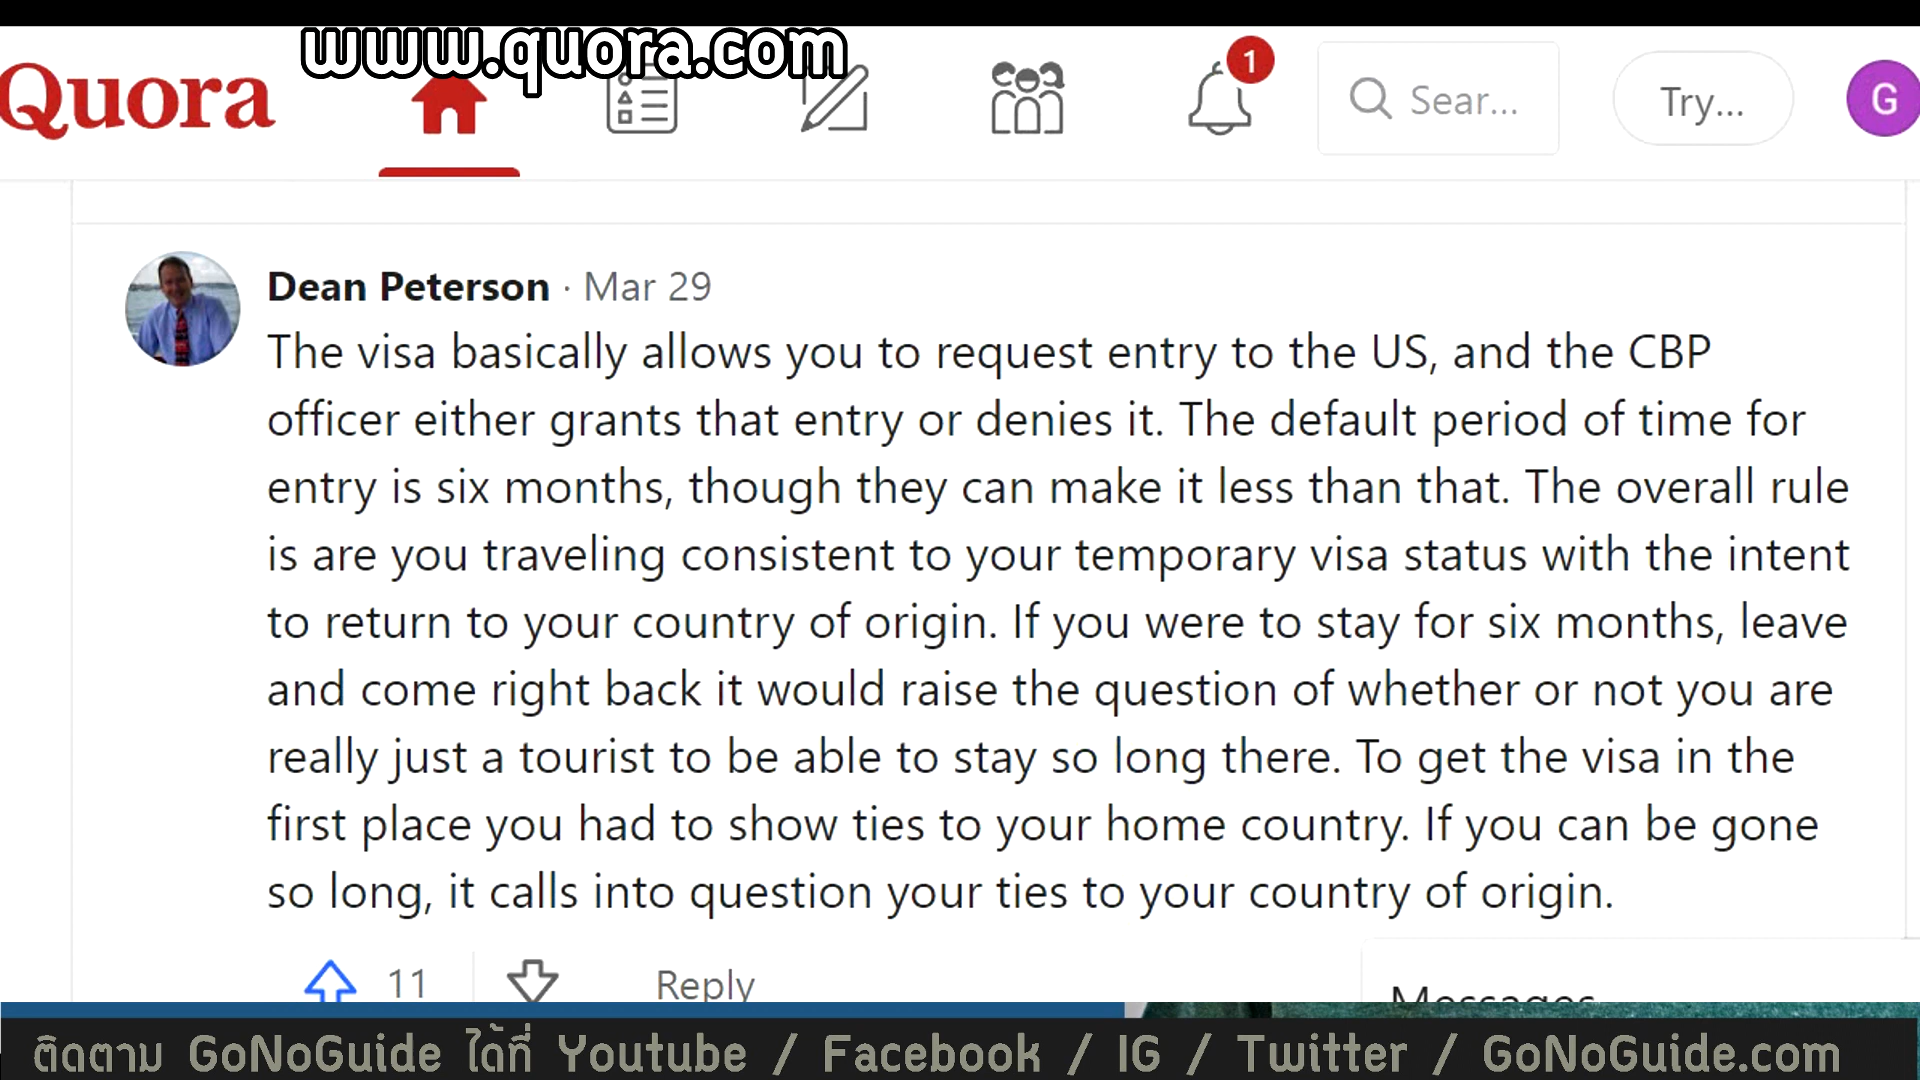 www.quora.com
Quora
1
Sear...
Try...
G
Dean Peterson · Mar 29
The visa basically allows you to request entry to the US, and the CBP
officer either grants that entry or denies it. The default period of time for
entry is six months, though they can make it less than that. The overall rule
is are you traveling consistent to your temporary visa status with the intent
to return to your country of origin. If you were to stay for six months, leave
and come right back it would raise the question of whether or not you are
really just a tourist to be able to stay so long there. To get the visa in the
first place you had to show ties to your home country. If you can be gone
so long, it calls into question your ties to your country of origin.
11
Reply
Messages
ติดตาม GoNoGuide ได้ที่ Youtube / Facebook / IG / Twitter / GoNoGuide.com